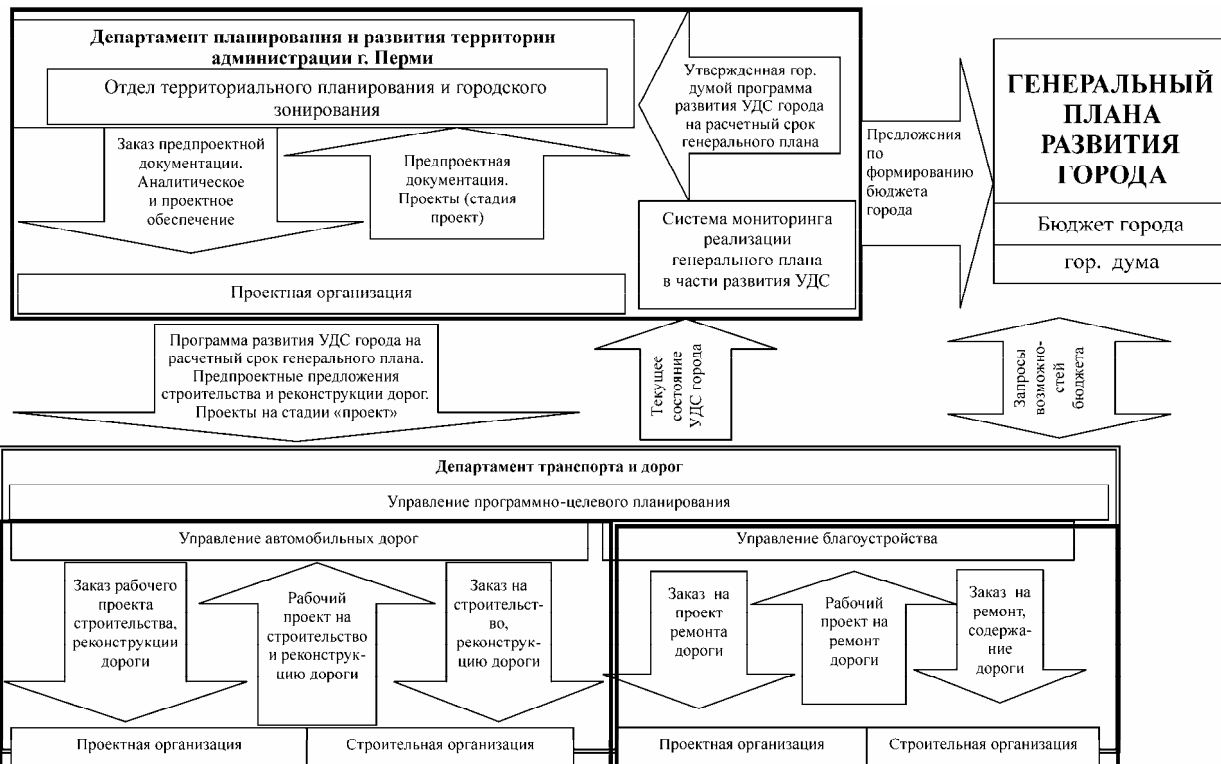 Департамент планирования и развития территории
администрации г. Перми
Отдел территориального планирования и городского
зонирования
Заказ предпроектной
документации.
Аналитическое
и проектное
обеспечение
Предпроектная
документация.
Проекты (стадия
проект)
Проектная организация
Утвержденная гор.
думой программа
развития УДС города
на расчетный срок
генерального плана
Система мониторинга
реализации
генерального плана
в части развития УДС
Предложения
по
формированию
бюджета
города
ГЕНЕРАЛЬНЫЙ
ПЛАНА
РАЗВИТИЯ
ГОРОДА
Бюджет города
гор. дума
Программа развития УДС города на
расчетный срок генерального плана.
Предпроектные предложения
строительства и реконструкции дорог.
Проекты на стадии «проект»
Текущее
состояние
УДС города
Запросы
возможно-
стей
бюджета
Департамент транспорта и дорог
Управление программно-целевого планирования
Управление автомобильных дорог
Заказ рабочего
проекта
строительства,
реконструкции
дороги
Рабочий
проект на
строительство
и реконструк-
цию дороги
Заказ на
строительст-
во,
реконструк-
цию дороги
Проектная организация
Строительная организация
Управление благоустройства
Заказ на
проект
ремонта
дороги
Рабочий
проект на
ремонт
дороги
Заказ на
ремонт,
содержа-
ние
дороги
Проектная организация
Строительная организация